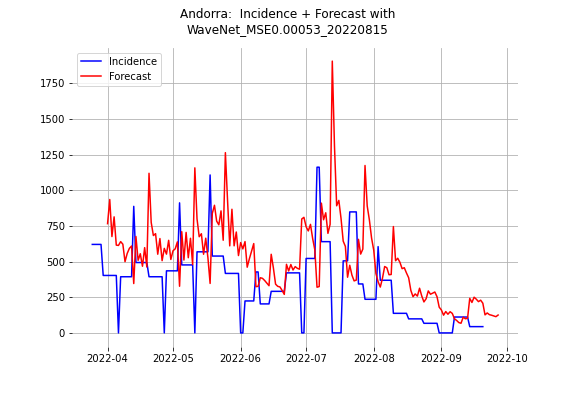 Andorra:  Incidence + Forecast with
WaveNet_MSE0.00053_20220815
Incidence
Forecast
1750
1500
1250
1000
750
500
250
0
2022-04 2022-05 2022-06 2022-07 2022-08 2022-09 2022-10